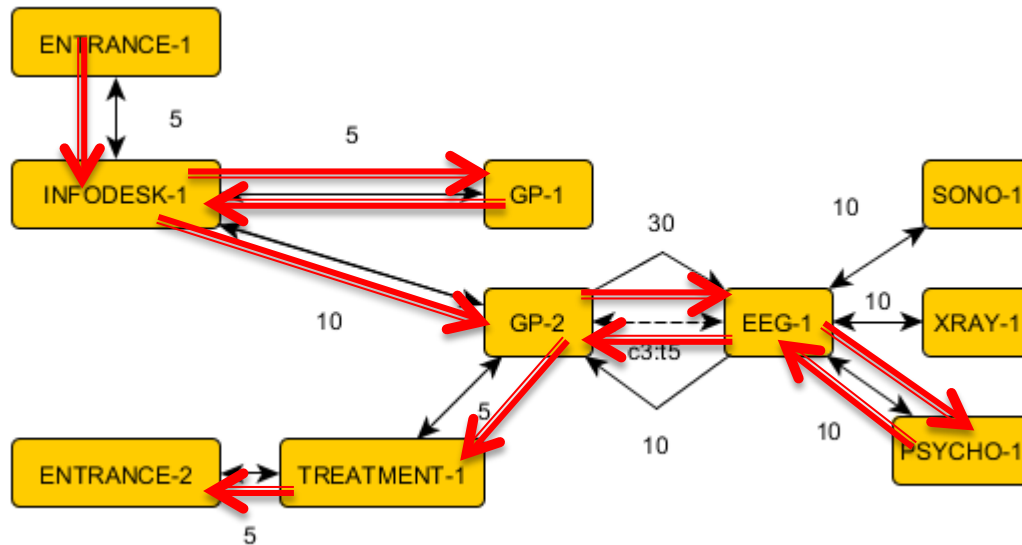 ENTRANCE-1
5
5
INFODESK-1
GP-1
SONO-1
10
30
10
GP-2
EEG-1
10
XRAY-1
c3:t5
5
10
10
PSYCHO-1
ENTRANCE-2
TREATMENT-1
5